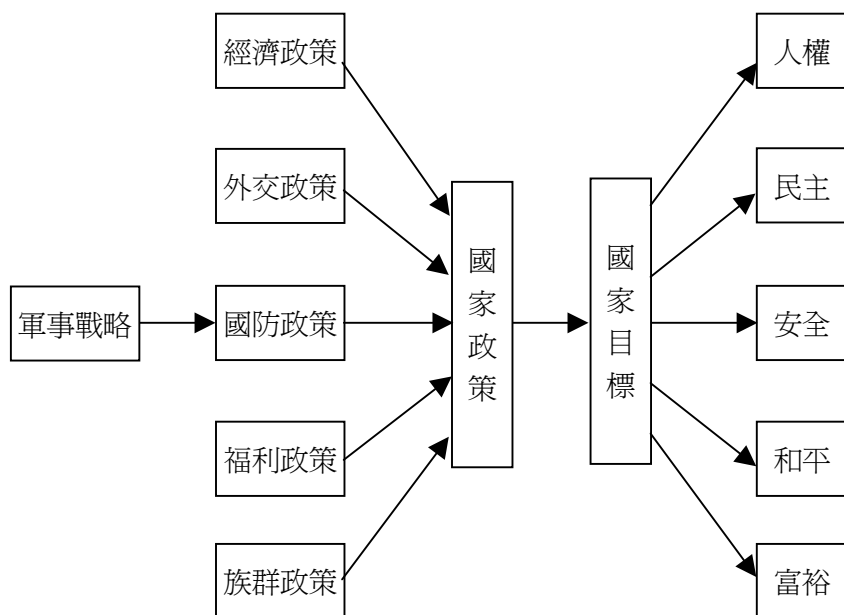 經濟政策
外交政策
軍事戰略
國防政策
福利政策
族群政策
國家政策
國家目標
人權
民主
安全
和平
富裕